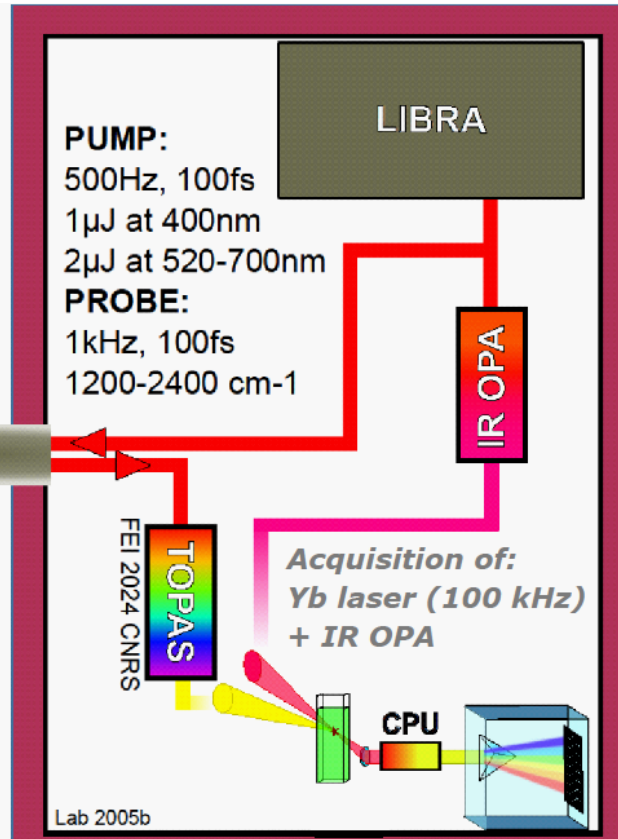 LIBRA
PUMP:
500Hz, 100fs
1µJ at 400nm
2µJ at 520-700nm
PROBE:
1kHz, 100fs
1200-2400 cm-1
IR OPA
TOPAS
FEI 2024 CNRS
Acquisition of:
Yb laser (100 kHz)
+ IR OPA
CPU
Lab 2005b